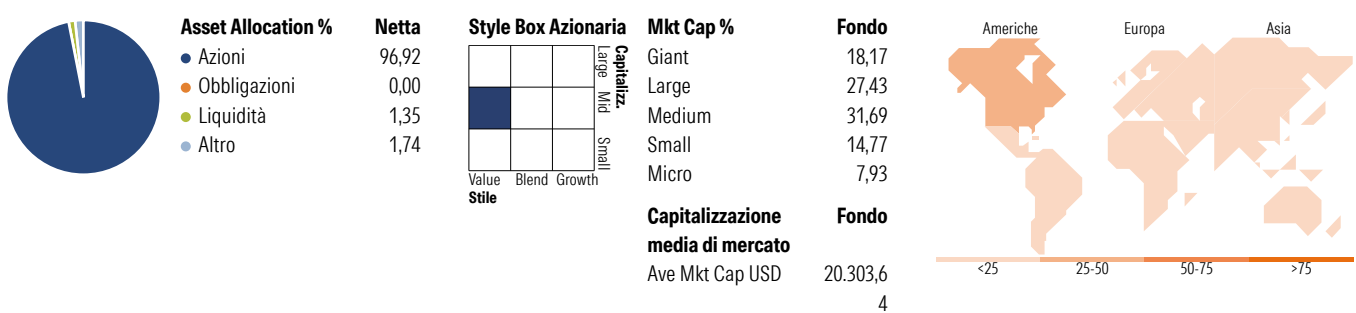 Asset Allocation % Netta
Azioni 96,92
Obbligazioni 0,00
Liquidità 1,35
Altro 1,74
Style Box Azionaria
Capitalizz.
Large
Mid
Small
Value Blend Growth
Stile
Mkt Cap % Fondo
Giant 18,17
Large 27,43
Medium 31,69
Small 14,77
Micro 7,93
Capitalizzazione Fondo
media di mercato
Ave Mkt Cap USD 20.303,6
4
Americhe Europa Asia
<25 25-50 50-75 >75